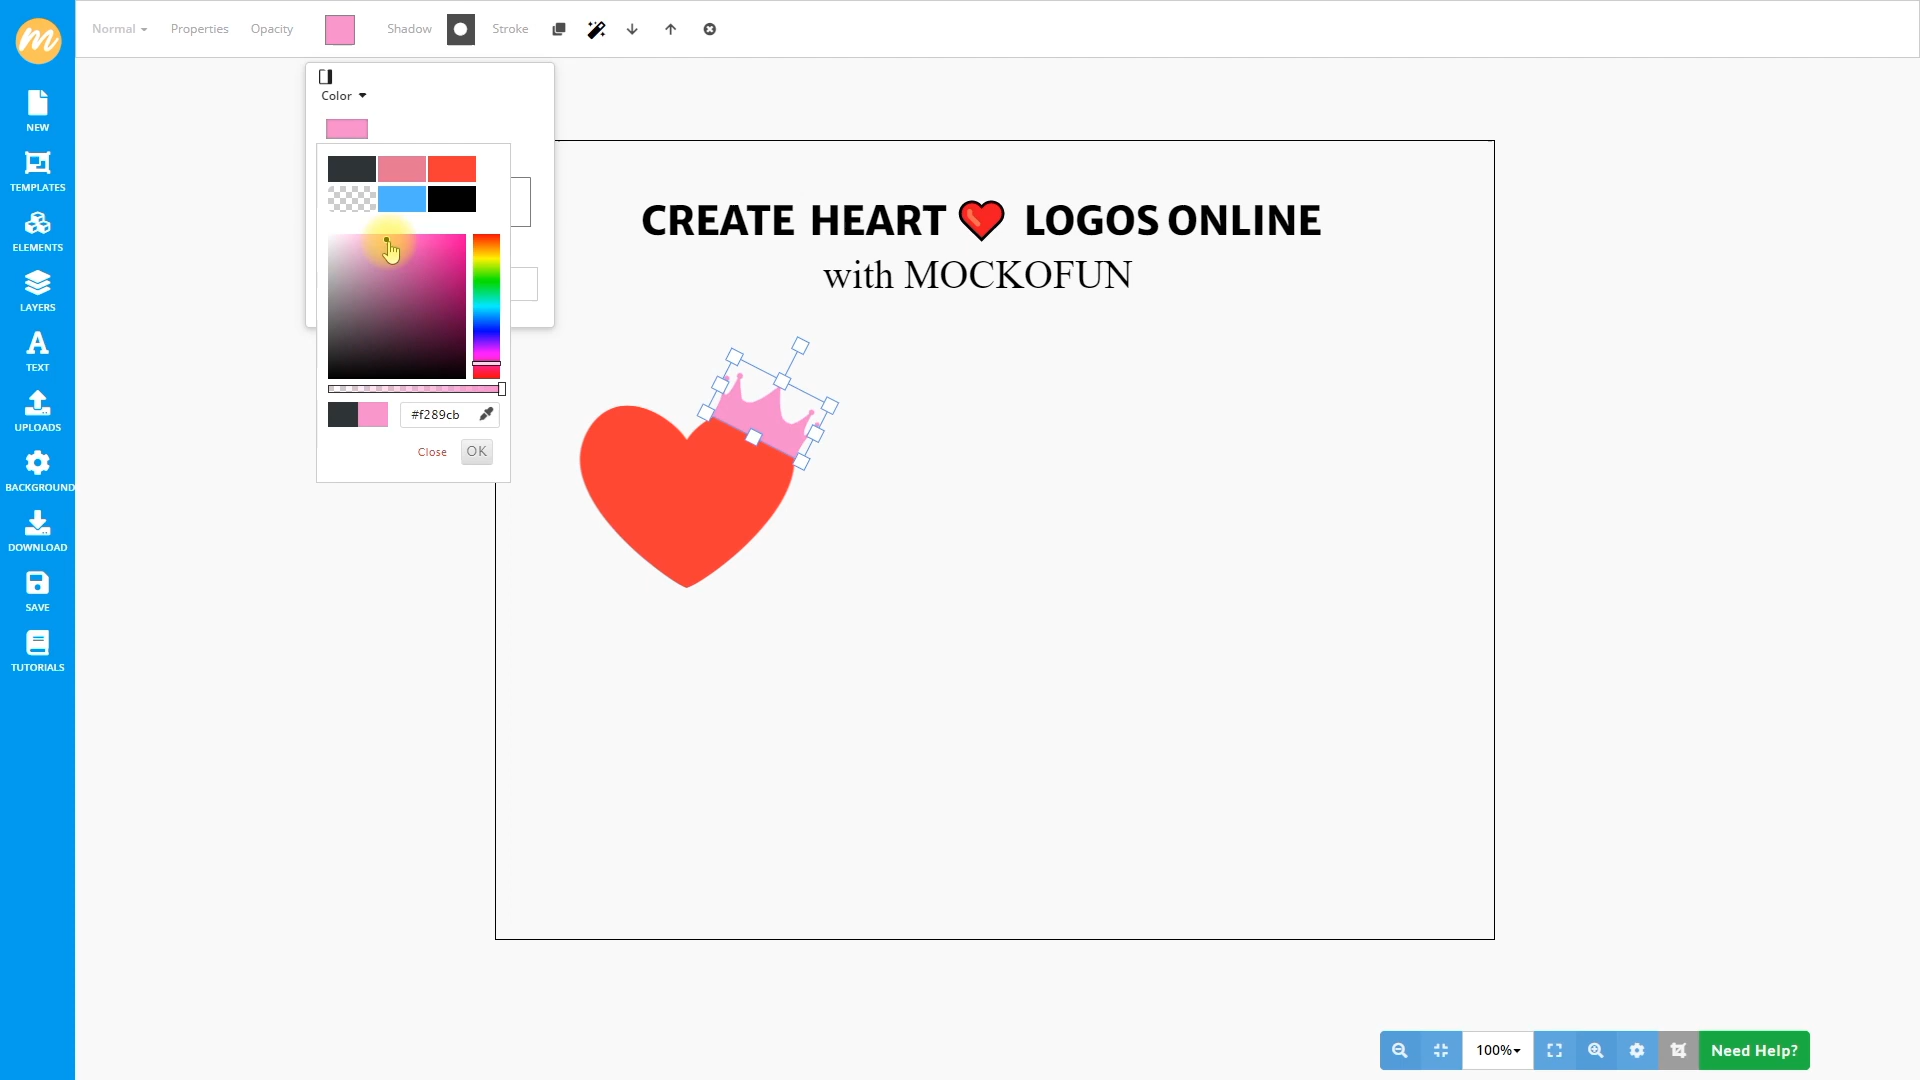 m
Normal
Properties
Opacity
Shadow
Stroke
NEW
TEMPLATES
ELEMENTS
LAYERS
A
TEXT
UPLOADS
BACKGROUND
DOWNLOAD
SAVE
TUTORIALS
Color
#f289cb
Close
OK
CREATE HEART LOGOS ONLINE
with MOCKOFUN
100%
Need Help?